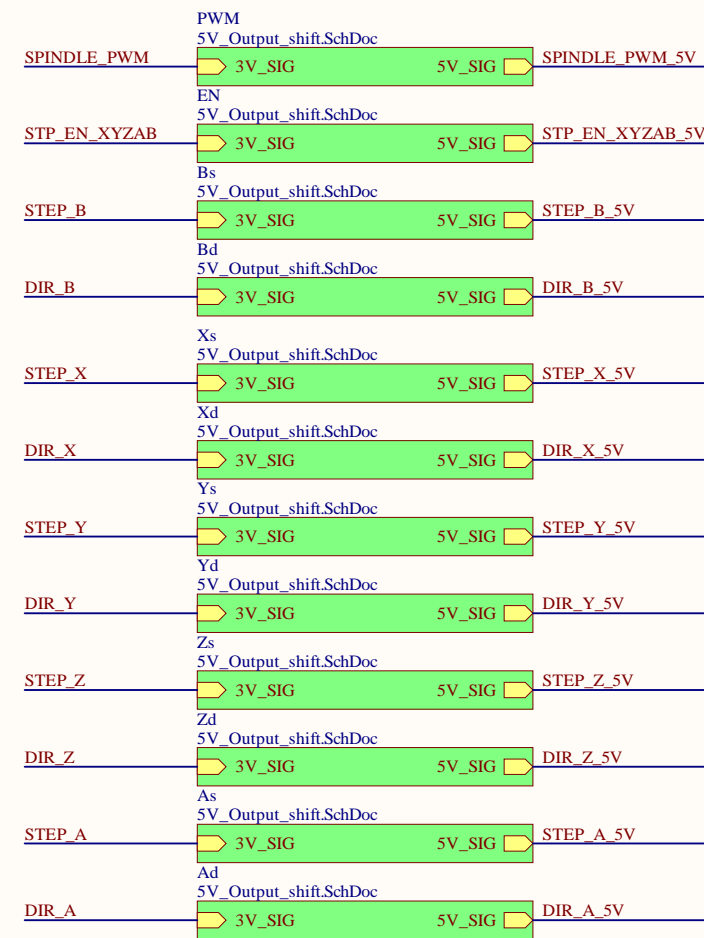 PWM
5V_Output_shift.SchDoc
SPINDLE_PWM 3V_SIG 5V_SIG SPINDLE_PWM_5V
EN
5V_Output_shift.SchDoc
STP_EN_XYZAB 3V_SIG 5V_SIG STP_EN_XYZAB_5V
Bs
5V_Output_shift.SchDoc
STEP_B 3V_SIG 5V_SIG STEP_B_5V
Bd
5V_Output_shift.SchDoc
DIR_B 3V_SIG 5V_SIG DIR_B_5V
Xs
5V_Output_shift.SchDoc
STEP_X 3V_SIG 5V_SIG STEP_X_5V
Xd
5V_Output_shift.SchDoc
DIR_X 3V_SIG 5V_SIG DIR_X_5V
Ys
5V_Output_shift.SchDoc
STEP_Y 3V_SIG 5V_SIG STEP_Y_5V
Yd
5V_Output_shift.SchDoc
DIR_Y 3V_SIG 5V_SIG DIR_Y_5V
Zs
5V_Output_shift.SchDoc
STEP_Z 3V_SIG 5V_SIG STEP_Z_5V
Zd
5V_Output_shift.SchDoc
DIR_Z 3V_SIG 5V_SIG DIR_Z_5V
As
5V_Output_shift.SchDoc
STEP_A 3V_SIG 5V_SIG STEP_A_5V
Ad
5V_Output_shift.SchDoc
DIR_A 3V_SIG 5V_SIG DIR_A_5V